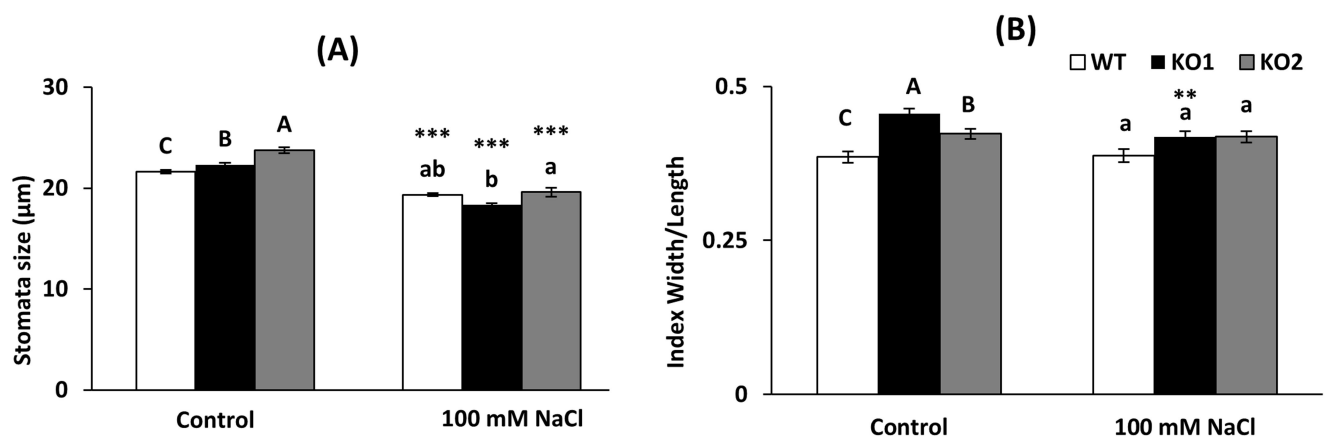 (A)
Stomata size (µm)
30
20
10
0
C
B
A
***
ab
***
b
***
a
Control
100 mM NaCl
(B)
WT KO1 KO2
Index Width/Length
0.5
0.25
0
C
A
B
a
**
a
a
Control
100 mM NaCl